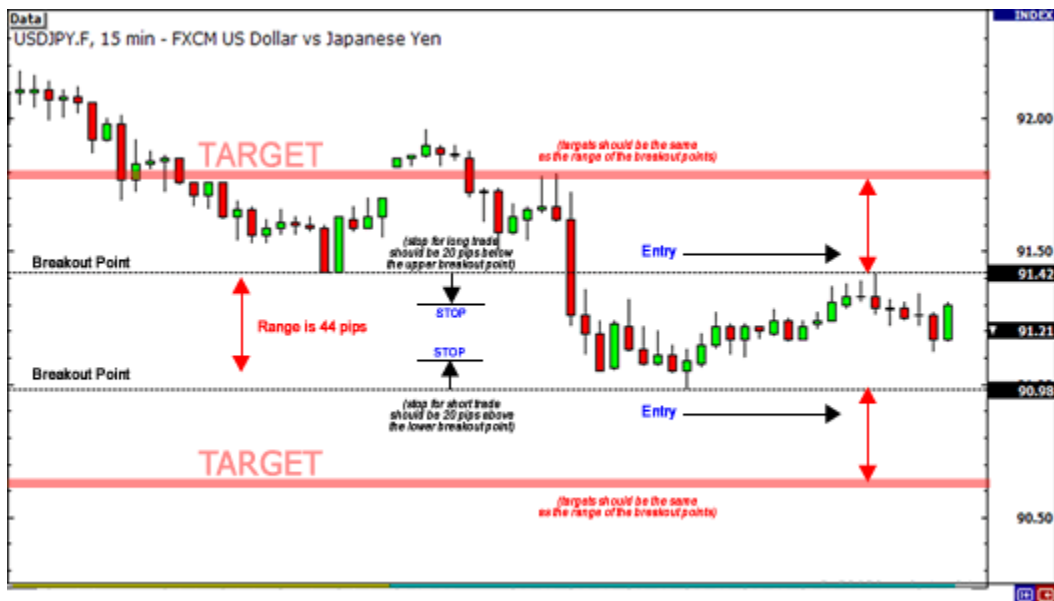 Data
INDEX
USDJPY.F, 15 min - FXCM US Dollar vs Japanese Yen
92.00
TARGET
(targets should be the same
as the range of the breakout points)
(stop for long trade
should be 20 pips below
the upper breakout point)
Entry
91.50
Breakout Point
91.42
STOP
Range is 44 pips
91.21
STOP
Breakout Point
90.98
(stop for short trade
should be 20 pips above
the lower breakout point)
Entry
TARGET
(targets should be the same
as the range of the breakout points)
90.50